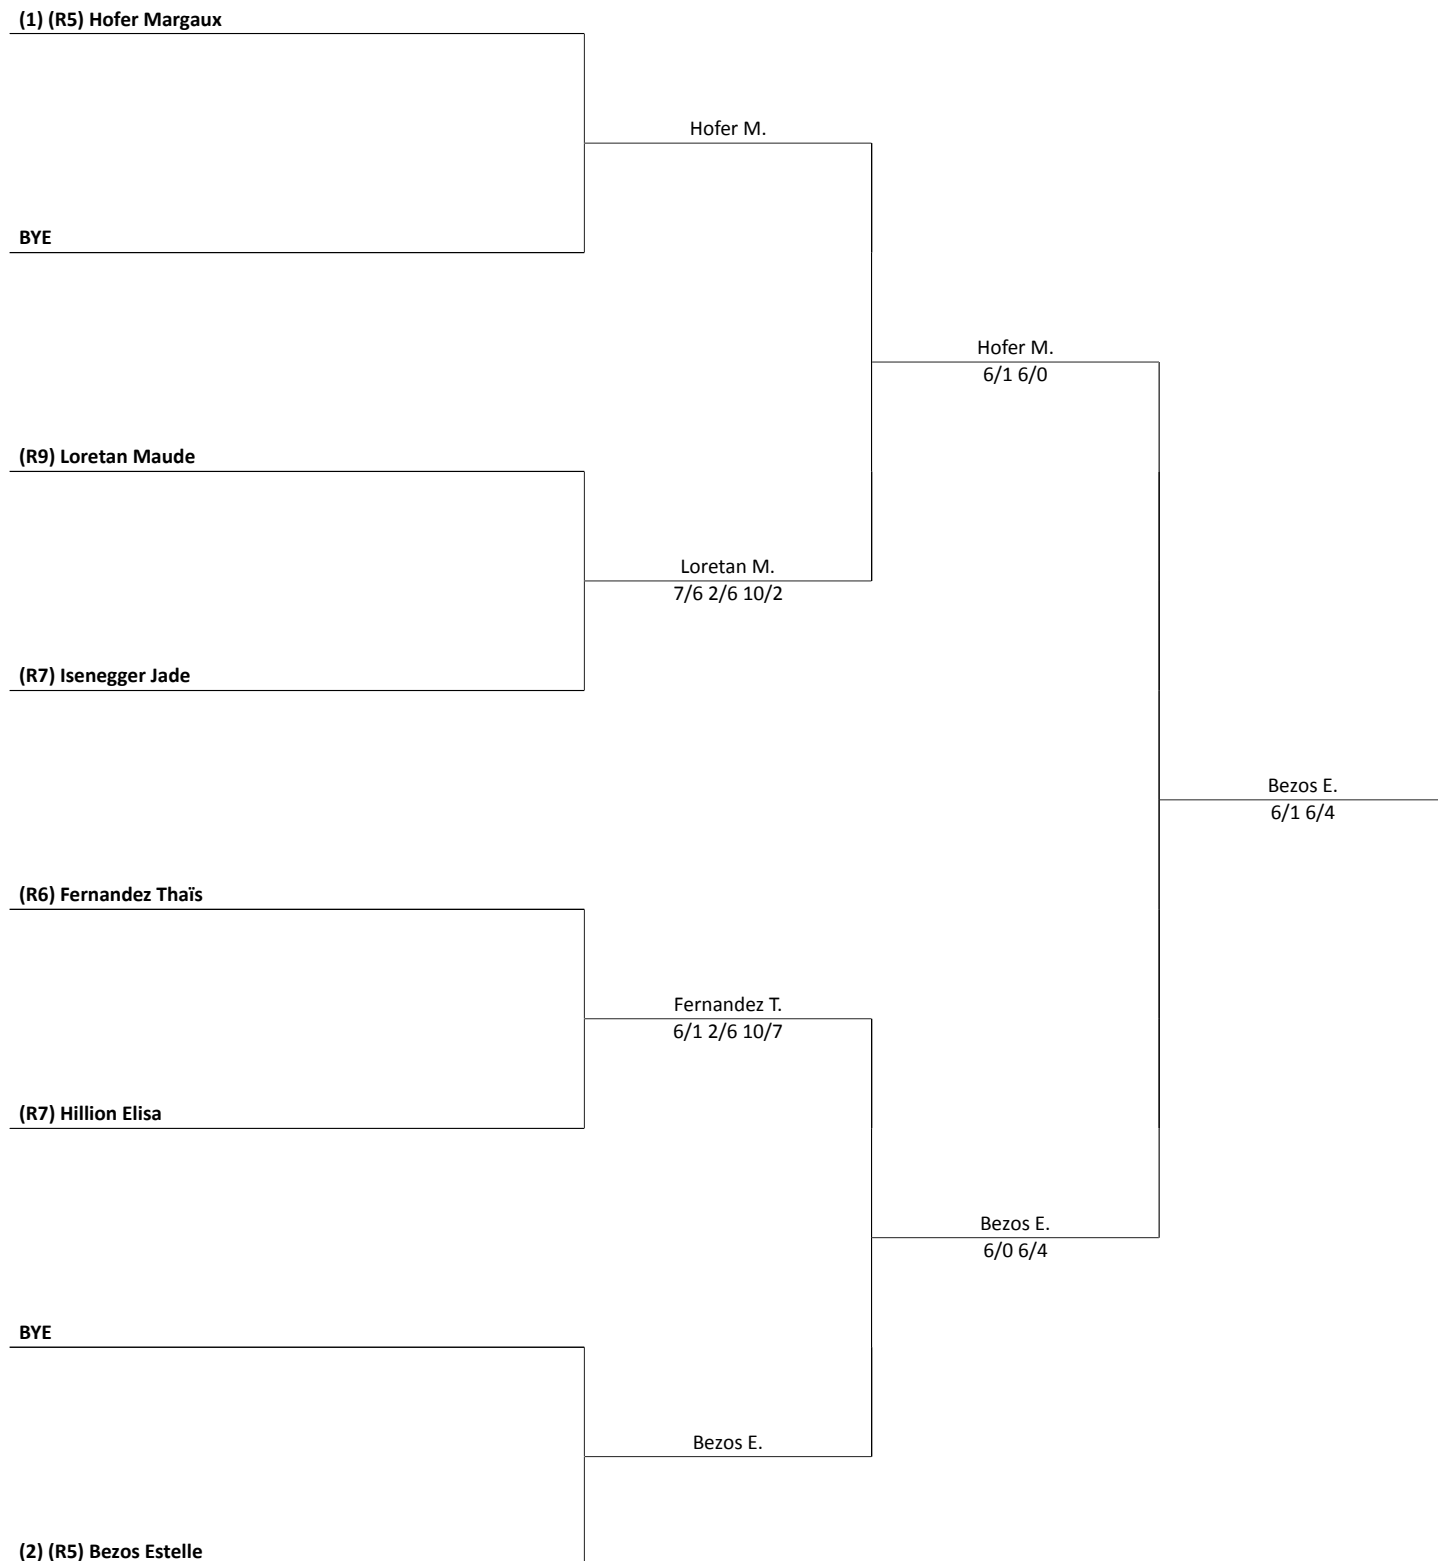 (1) (R5) Hofer Margaux
Hofer M.
BYE
Hofer M.
6/1 6/0
(R9) Loretan Maude
Loretan M.
7/6 2/6 10/2
(R7) Isenegger Jade
Bezos E.
6/1 6/4
(R6) Fernandez Thaïs
Fernandez T.
6/1 2/6 10/7
(R7) Hillion Elisa
Bezos E.
6/0 6/4
BYE
Bezos E.
(2) (R5) Bezos Estelle